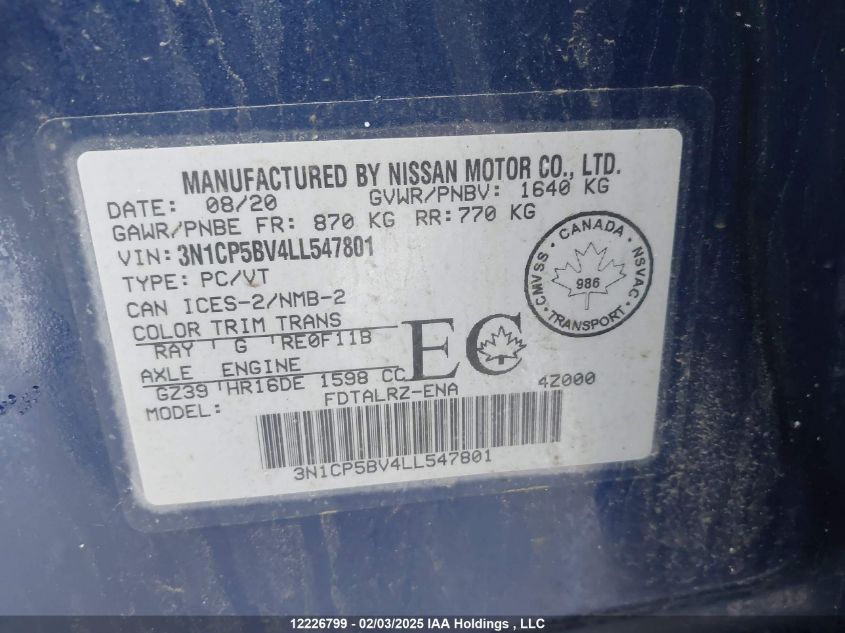 MANUFACTURED BY NISSAN MOTOR CO., LTD.
DATE: 08/20 GVWR/PNBV: 1640 KG
GAWR/PNBE FR: 870 KG RR: 770 KG
VIN: 3N1CP5BV4LL547801
TYPE: PC/VT
CAN ICES-2/NMB-2
COLOR TRIM TRANS
RAY G RE0F11B
AXLE ENGINE
GZ39 HR16DE 1598 CC
MODEL: FDTALRZ-ENA 4Z000
3N1CP5BV4LL547801
EC
CANADA
CMVSS 986 NSVAC
TRANSPORT
12226799 - 02/03/2025 IAA Holdings , LLC